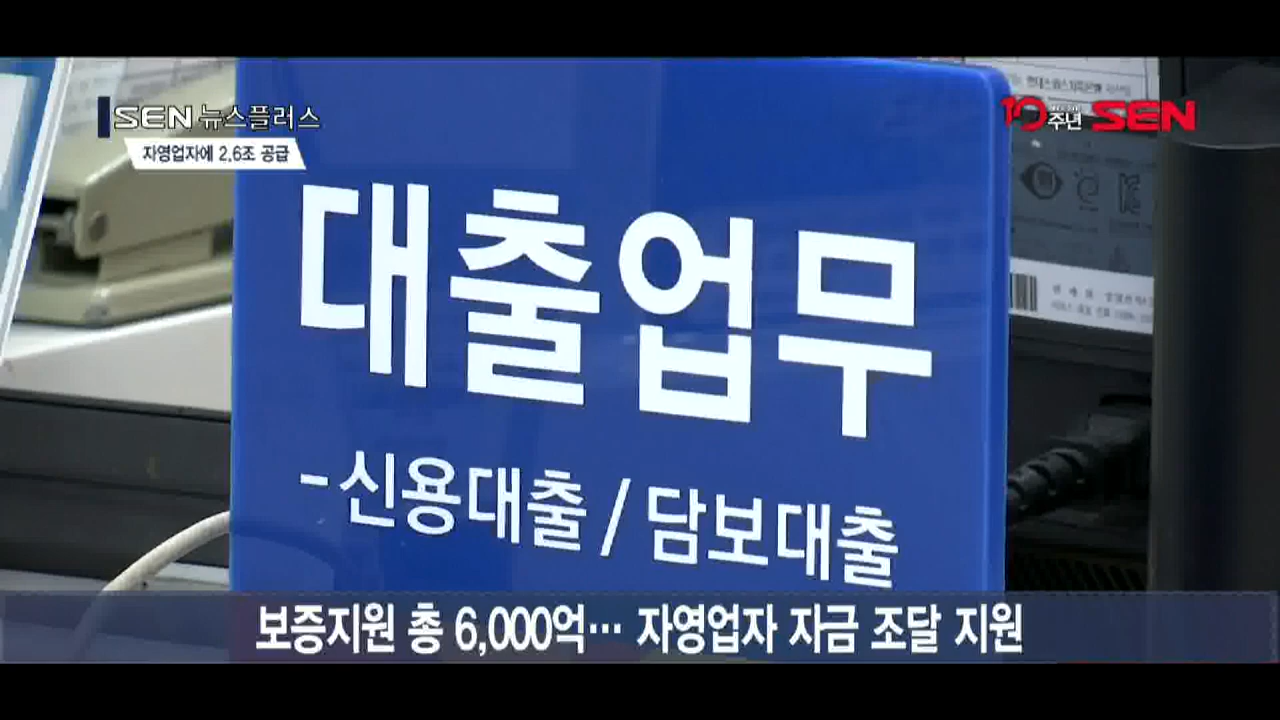 SEN 뉴스플러스
자영업자에 2.6조 공급
10주년 SEN
대출업무
-신용대출/담보대출
보증지원 총 6,000억… 자영업자 자금 조달 지원